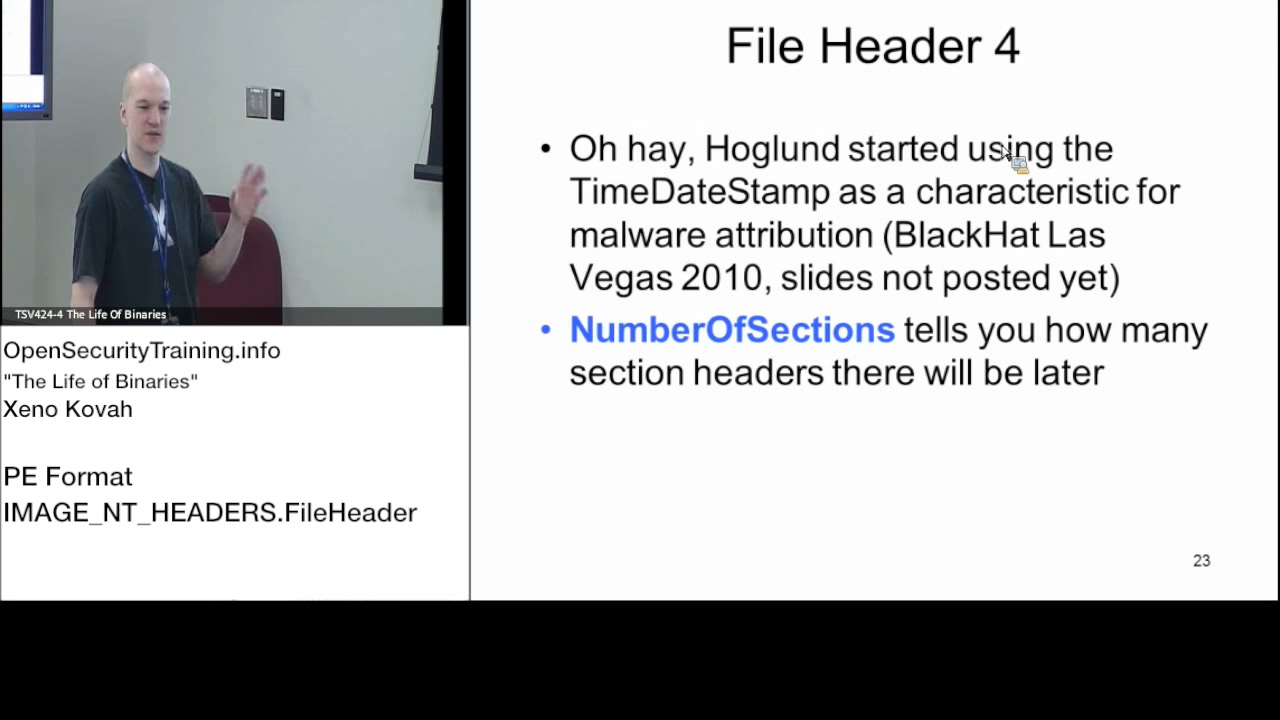 TSV424-4 The Life Of Binaries
OpenSecurityTraining.info
"The Life of Binaries"
Xeno Kovah
PE Format
IMAGE_NT_HEADERS.FileHeader
File Header 4
• Oh hay, Hoglund started using the
TimeDateStamp as a characteristic for
malware attribution (BlackHat Las
Vegas 2010, slides not posted yet)
• NumberOfSections tells you how many
section headers there will be later
23